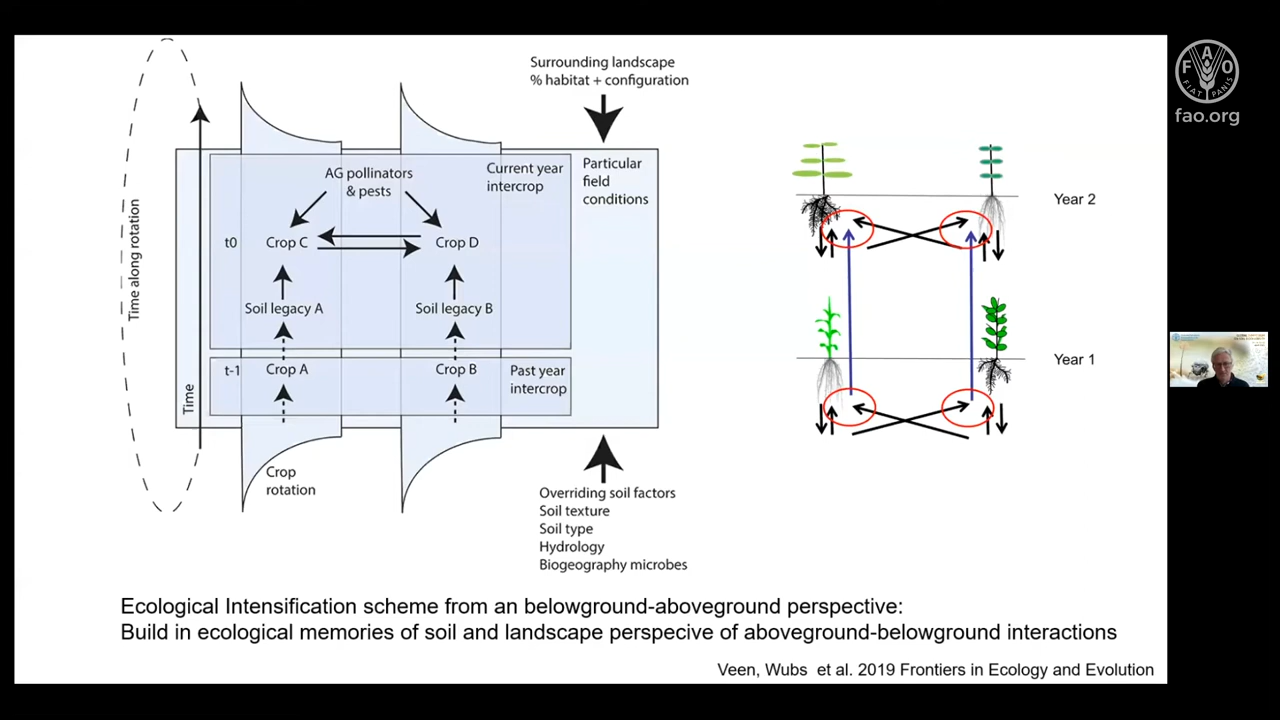 Surrounding landscape
% habitat + configuration
Time along rotation
Time
AG pollinators
& pests
Current year
intercrop
Particular
field
conditions
t0
Crop C
Crop D
Soil legacy A
Soil legacy B
t-1
Crop A
Crop B
Past year
intercrop
Crop
rotation
Overriding soil factors
Soil texture
Soil type
Hydrology
Biogeography microbes
Year 2
Year 1
Ecological Intensification scheme from an belowground-aboveground perspective:
Build in ecological memories of soil and landscape perspecive of aboveground-belowground interactions
Veen, Wubs et al. 2019 Frontiers in Ecology and Evolution
F A O
FIAT PANIS
fao.org